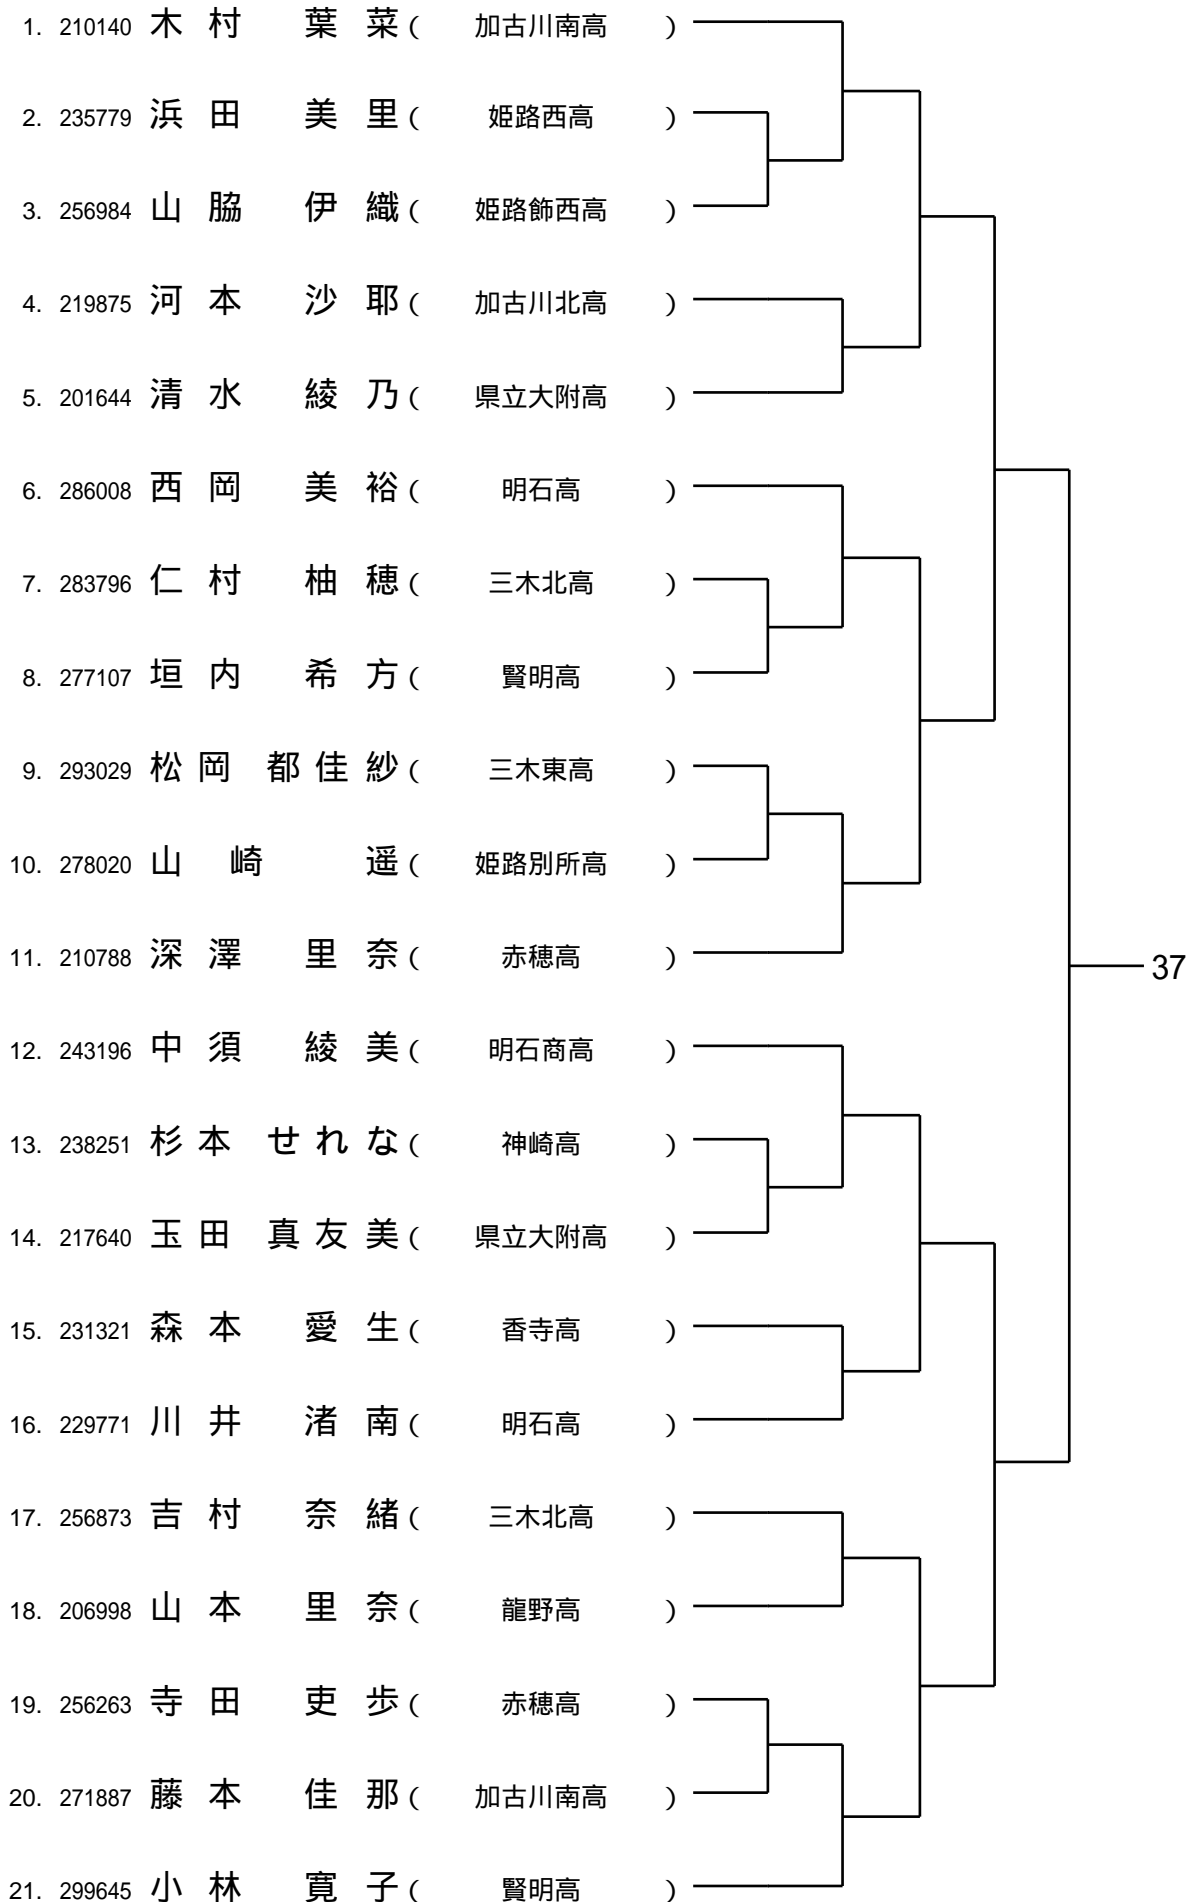 1. 210140 木村 葉菜 ( 加古川南高 )
2. 235779 浜田 美里 ( 姫路西高 )
3. 256984 山脇 伊織 ( 姫路飾西高 )
4. 219875 河本 沙耶 ( 加古川北高 )
5. 201644 清水 綾乃 ( 県立大附高 )
6. 286008 西岡 美裕 ( 明石高 )
7. 283796 仁村 柚穂 ( 三木北高 )
8. 277107 垣内 希方 ( 賢明高 )
9. 293029 松岡 都佳紗 ( 三木東高 )
10. 278020 山崎 遥 ( 姫路別所高 )
11. 210788 深澤 里奈 ( 赤穂高 )
37
12. 243196 中須 綾美 ( 明石商高 )
13. 238251 杉本 せれな ( 神崎高 )
14. 217640 玉田 真友美 ( 県立大附高 )
15. 231321 森本 愛生 ( 香寺高 )
16. 229771 川井 渚南 ( 明石高 )
17. 256873 吉村 奈緒 ( 三木北高 )
18. 206998 山本 里奈 ( 龍野高 )
19. 256263 寺田 吏歩 ( 赤穂高 )
20. 271887 藤本 佳那 ( 加古川南高 )
21. 299645 小林 寛子 ( 賢明高 )